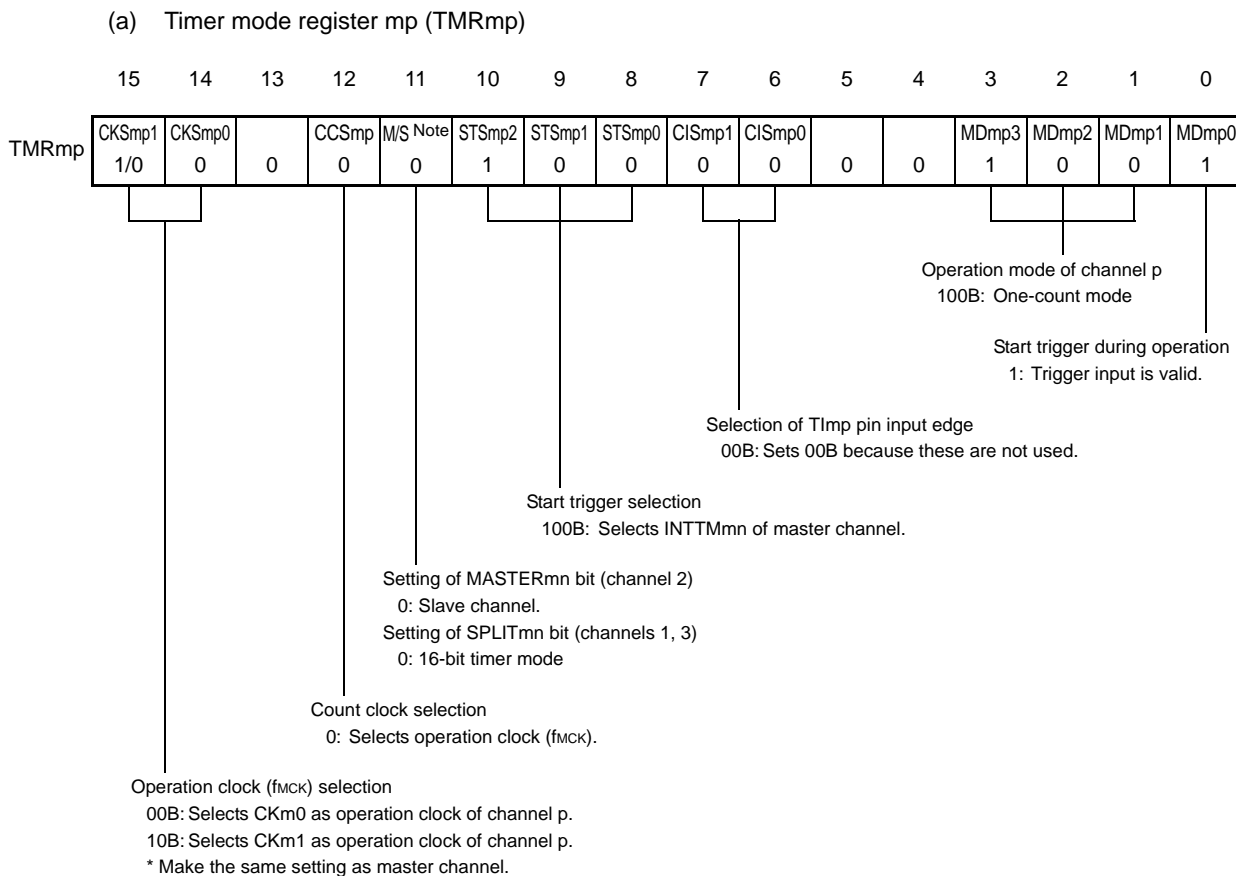 (a) Timer mode register mp (TMRmp)
15 14 13 12 11 10 9 8 7 6 5 4 3 2 1 0
TMRmp CKSmp1 CKSmp0 CCSmp M/S Note STSmp2 STSmp1 STSmp0 CISmp1 CISmp0 MDmp3 MDmp2 MDmp1 MDmp0
1/0 0 0 0 0 1 0 0 0 0 0 0 1 0 0 1
Operation mode of channel p
100B: One-count mode
Start trigger during operation
1: Trigger input is valid.
Selection of TImp pin input edge
00B: Sets 00B because these are not used.
Start trigger selection
100B: Selects INTTMmn of master channel.
Setting of MASTERmn bit (channel 2)
0: Slave channel.
Setting of SPLITmn bit (channels 1, 3)
0: 16-bit timer mode
Count clock selection
0: Selects operation clock (fMCK).
Operation clock (fMCK) selection
00B: Selects CKm0 as operation clock of channel p.
10B: Selects CKm1 as operation clock of channel p.
* Make the same setting as master channel.